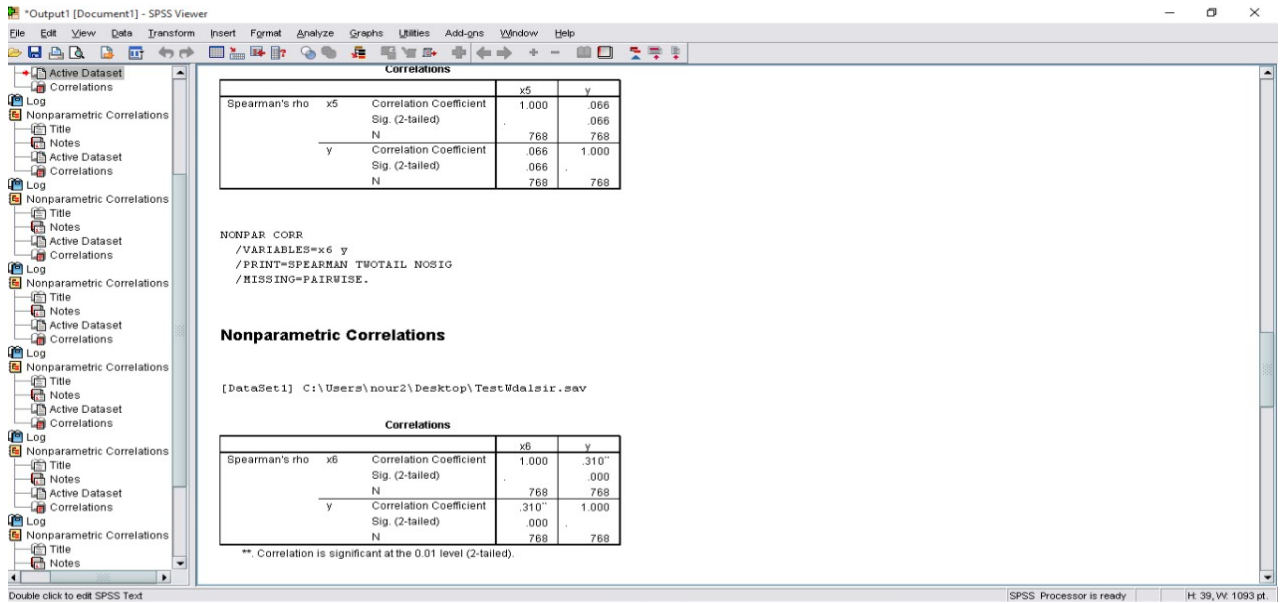 *Output1 [Document1] - SPSS Viewer
File Edit View Data Transform Insert Format Analyze Graphs Utilities Add-ons Window Help
Active Dataset
Correlations
Log
Nonparametric Correlations
Title
Notes
Active Dataset
Correlations
Log
Nonparametric Correlations
Title
Notes
Active Dataset
Correlations
Log
Nonparametric Correlations
Title
Notes
Active Dataset
Correlations
Log
Nonparametric Correlations
Title
Notes
Active Dataset
Correlations
Log
Nonparametric Correlations
Title
Notes
Active Dataset
Correlations
Log
Nonparametric Correlations
Title
Notes
Correlations
x5 y
Spearman's rho x5 Correlation Coefficient 1.000 .066
Sig. (2-tailed) . .066
N 768 768
y Correlation Coefficient .066 1.000
Sig. (2-tailed) .066 .
N 768 768
NONPAR CORR
/VARIABLES=x6 y
/PRINT=SPEARMAN TWOTAIL NOSIG
/MISSING=PAIRWISE.
Nonparametric Correlations
[DataSet1] C:\Users\nour2\Desktop\TestWdalsir.sav
Correlations
x6 y
Spearman's rho x6 Correlation Coefficient 1.000 .310**
Sig. (2-tailed) . .000
N 768 768
y Correlation Coefficient .310** 1.000
Sig. (2-tailed) .000 .
N 768 768
**. Correlation is significant at the 0.01 level (2-tailed).
Double click to edit SPSS Text SPSS Processor is ready H: 39, W: 1093 pt.